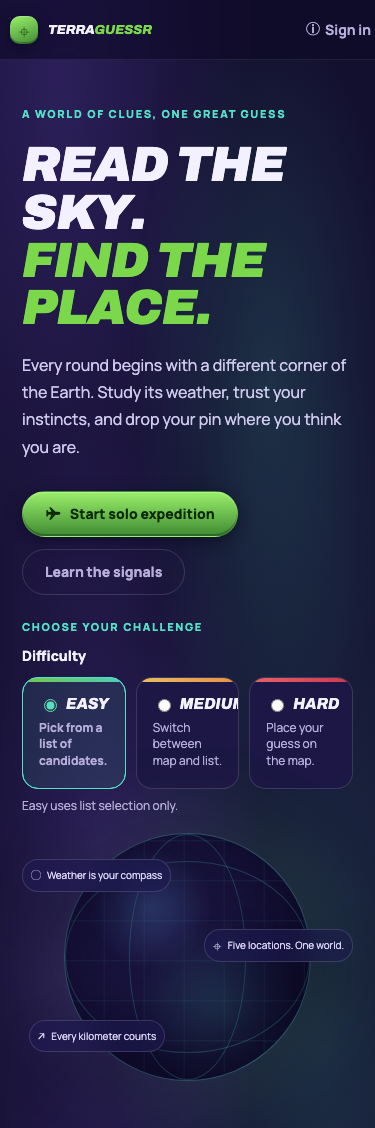 TERRAGUESSR
Sign in
A WORLD OF CLUES, ONE GREAT GUESS
READ THE
SKY.
FIND THE
PLACE.
Every round begins with a different corner of
the Earth. Study its weather, trust your
instincts, and drop your pin where you think
you are.
Start solo expedition
Learn the signals
CHOOSE YOUR CHALLENGE
Difficulty
EASY
Pick from a
list of
candidates.
MEDIUM
Switch
between
map and list.
HARD
Place your
guess on
the map.
Easy uses list selection only.
Weather is your compass
Five locations. One world.
Every kilometer counts